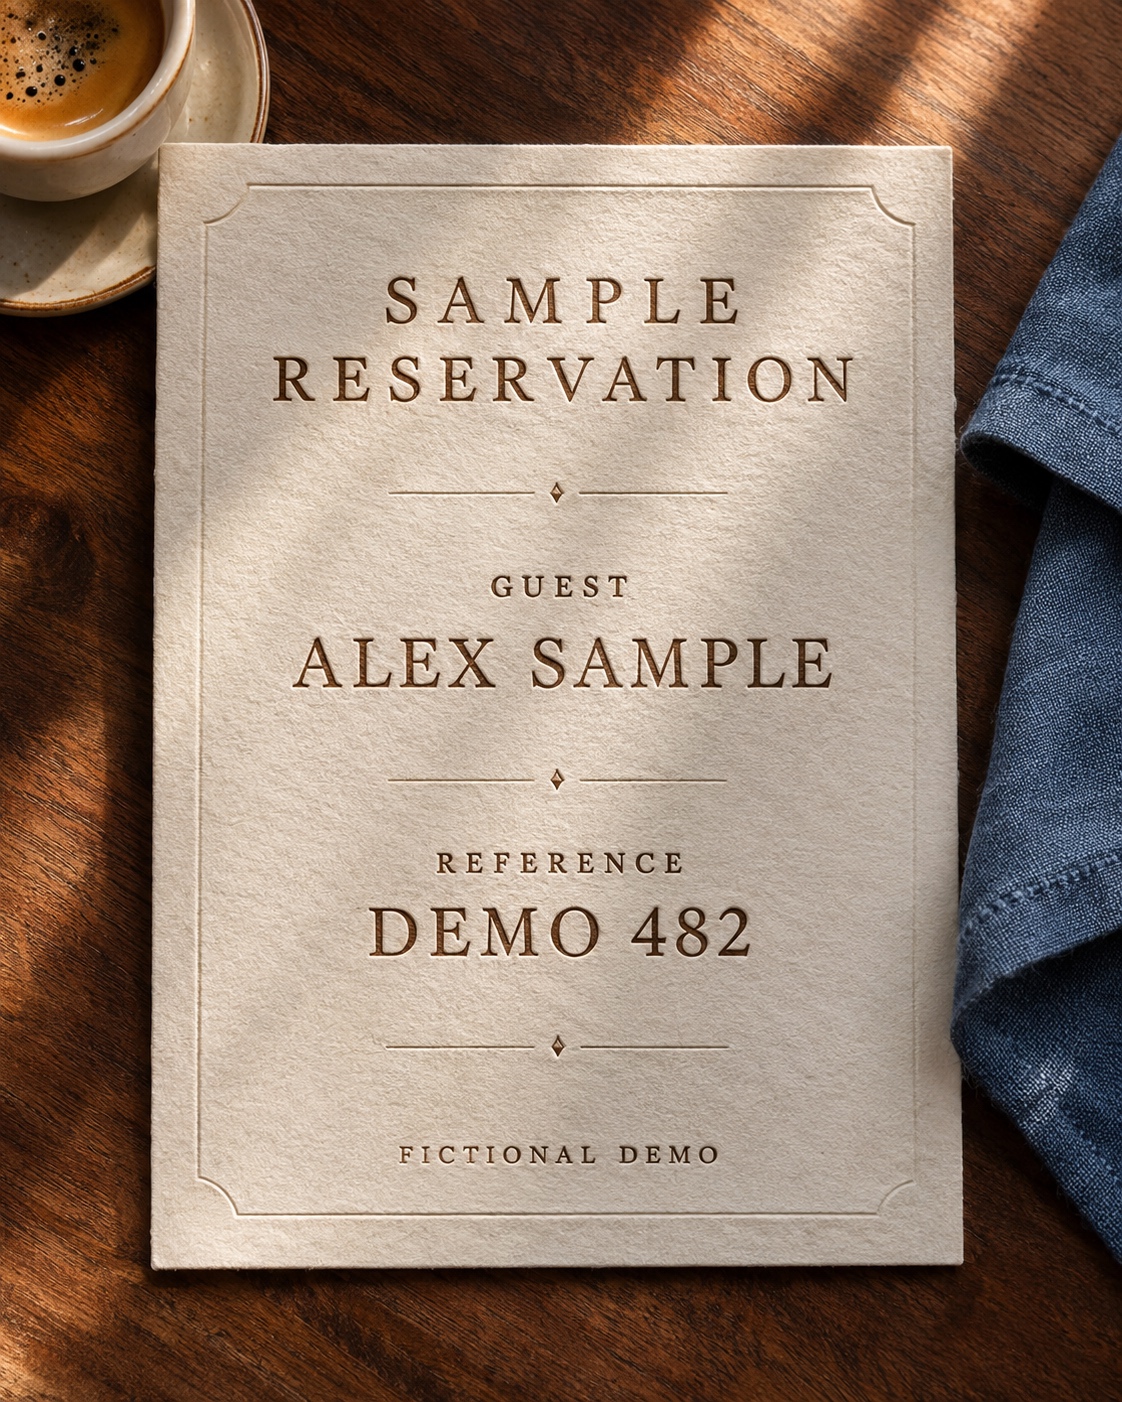 SAMPLE
RESERVATION
GUEST
ALEX SAMPLE
REFERENCE
DEMO 482
FICTIONAL DEMO